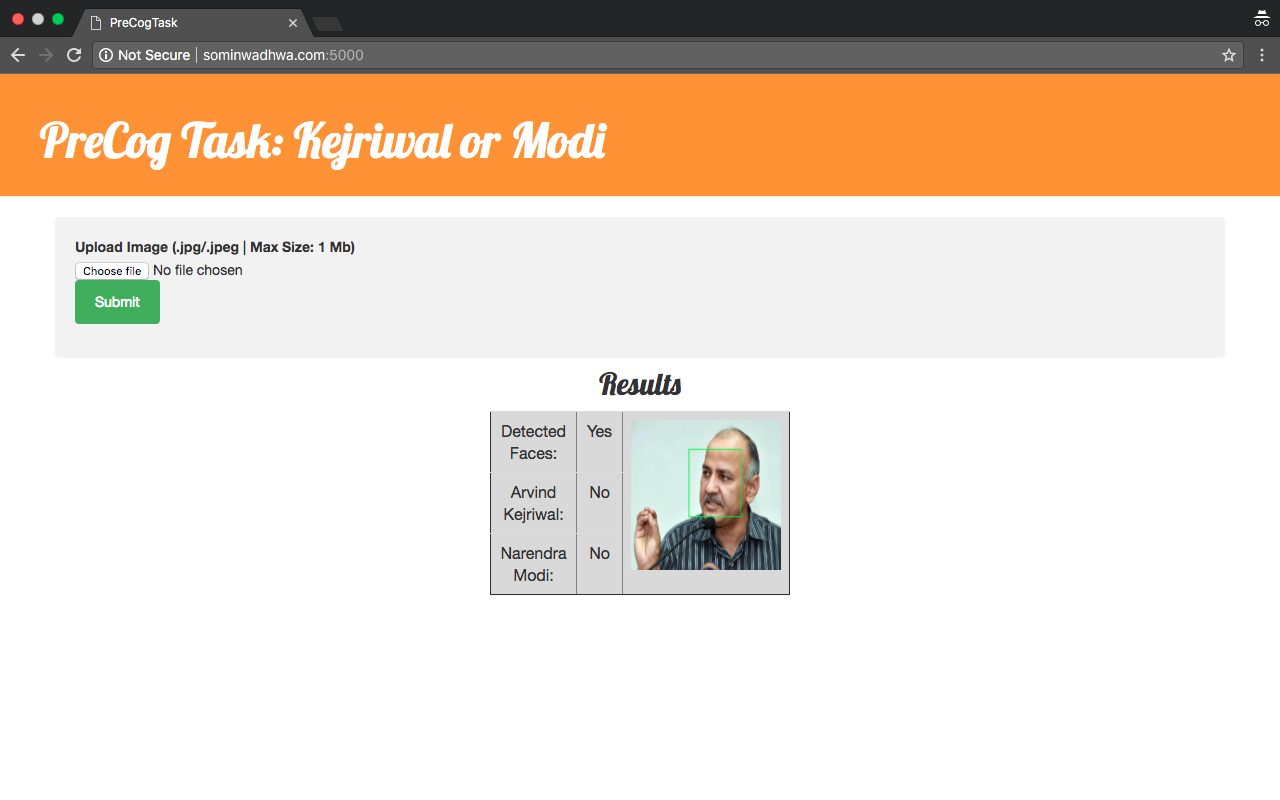 PreCogTask
Not Secure | sominwadhwa.com:5000
PreCog Task: Kejriwal or Modi
Upload Image (.jpg/.jpeg | Max Size: 1 Mb)
Choose file No file chosen
Submit
Results
Detected
Faces:
Yes
Arvind
Kejriwal:
No
Narendra
Modi:
No